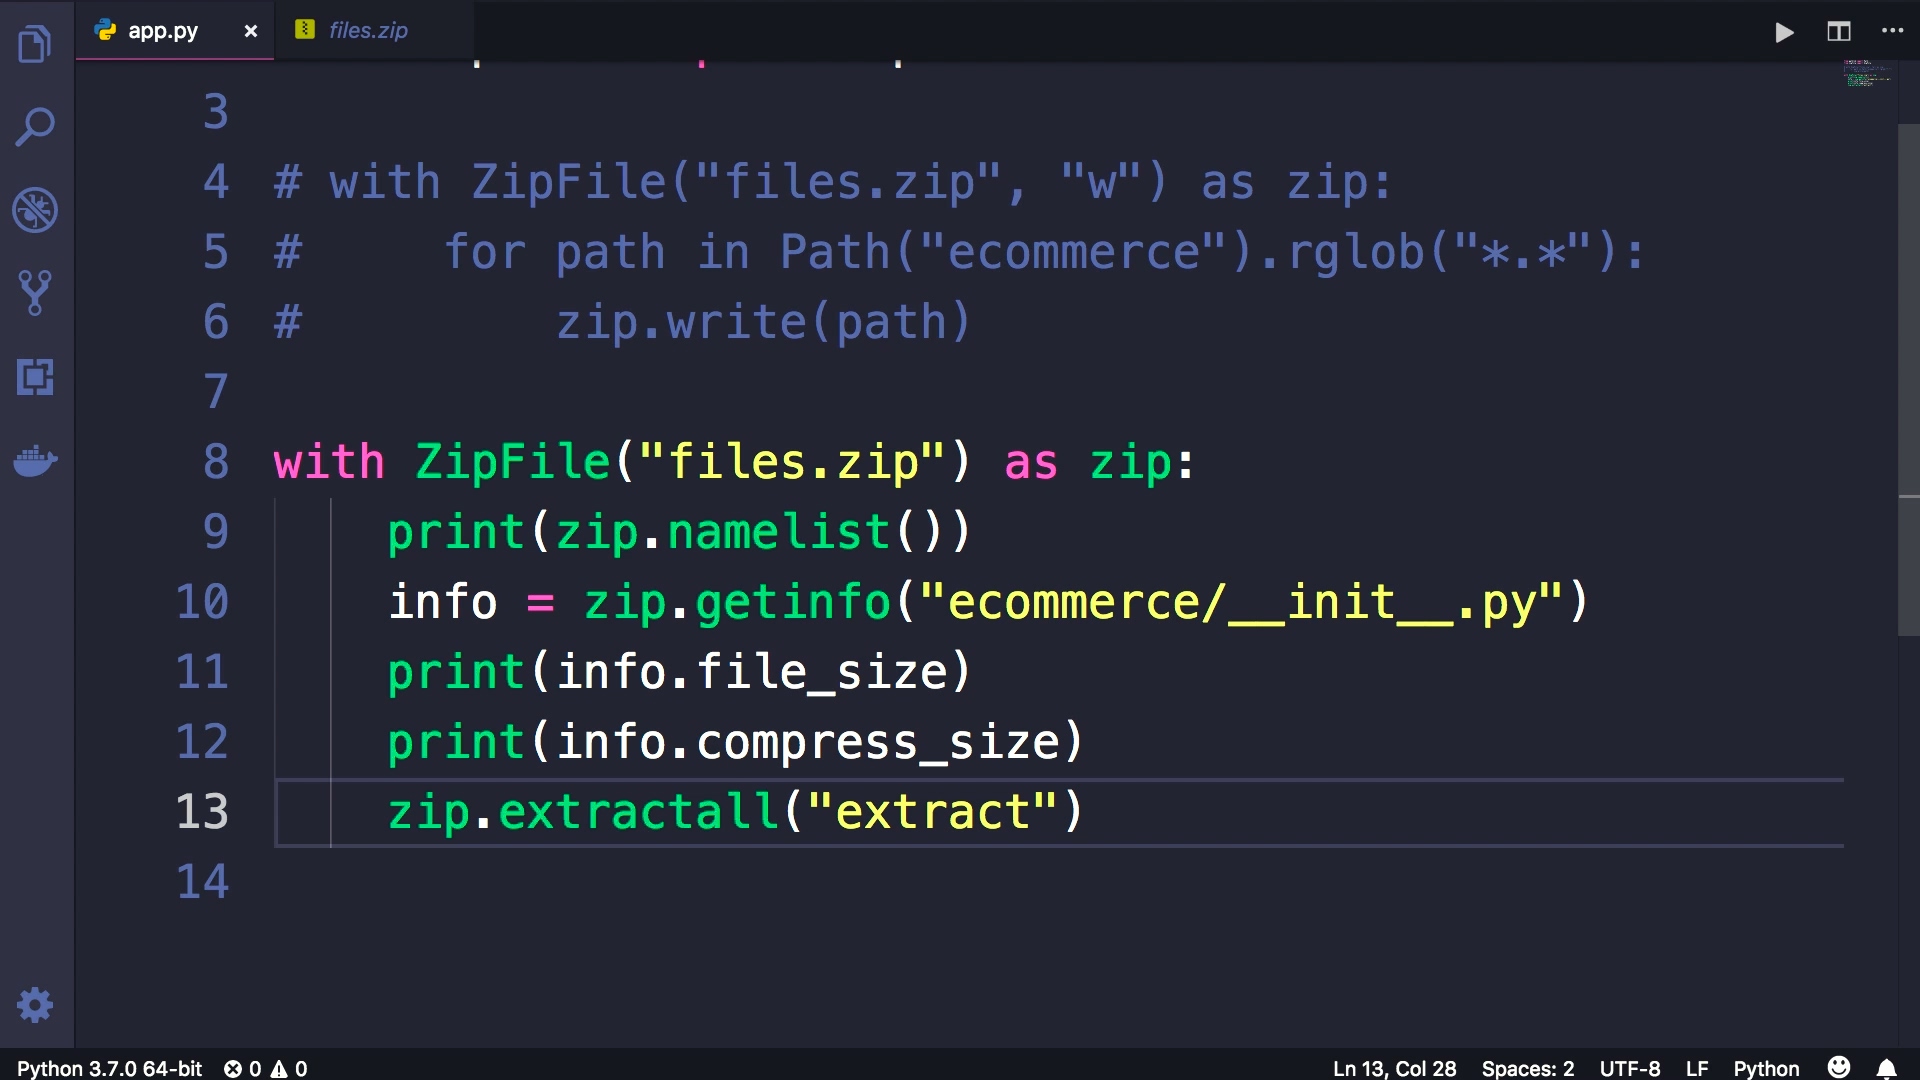 app.py × files.zip
3
4 # with ZipFile("files.zip", "w") as zip:
5 #     for path in Path("ecommerce").rglob("*.*"):
6 #         zip.write(path)
7
8 with ZipFile("files.zip") as zip:
9     print(zip.namelist())
10     info = zip.getinfo("ecommerce/__init__.py")
11     print(info.file_size)
12     print(info.compress_size)
13     zip.extractall("extract")
14
Python 3.7.0 64-bit 0 0 Ln 13, Col 28 Spaces: 2 UTF-8 LF Python